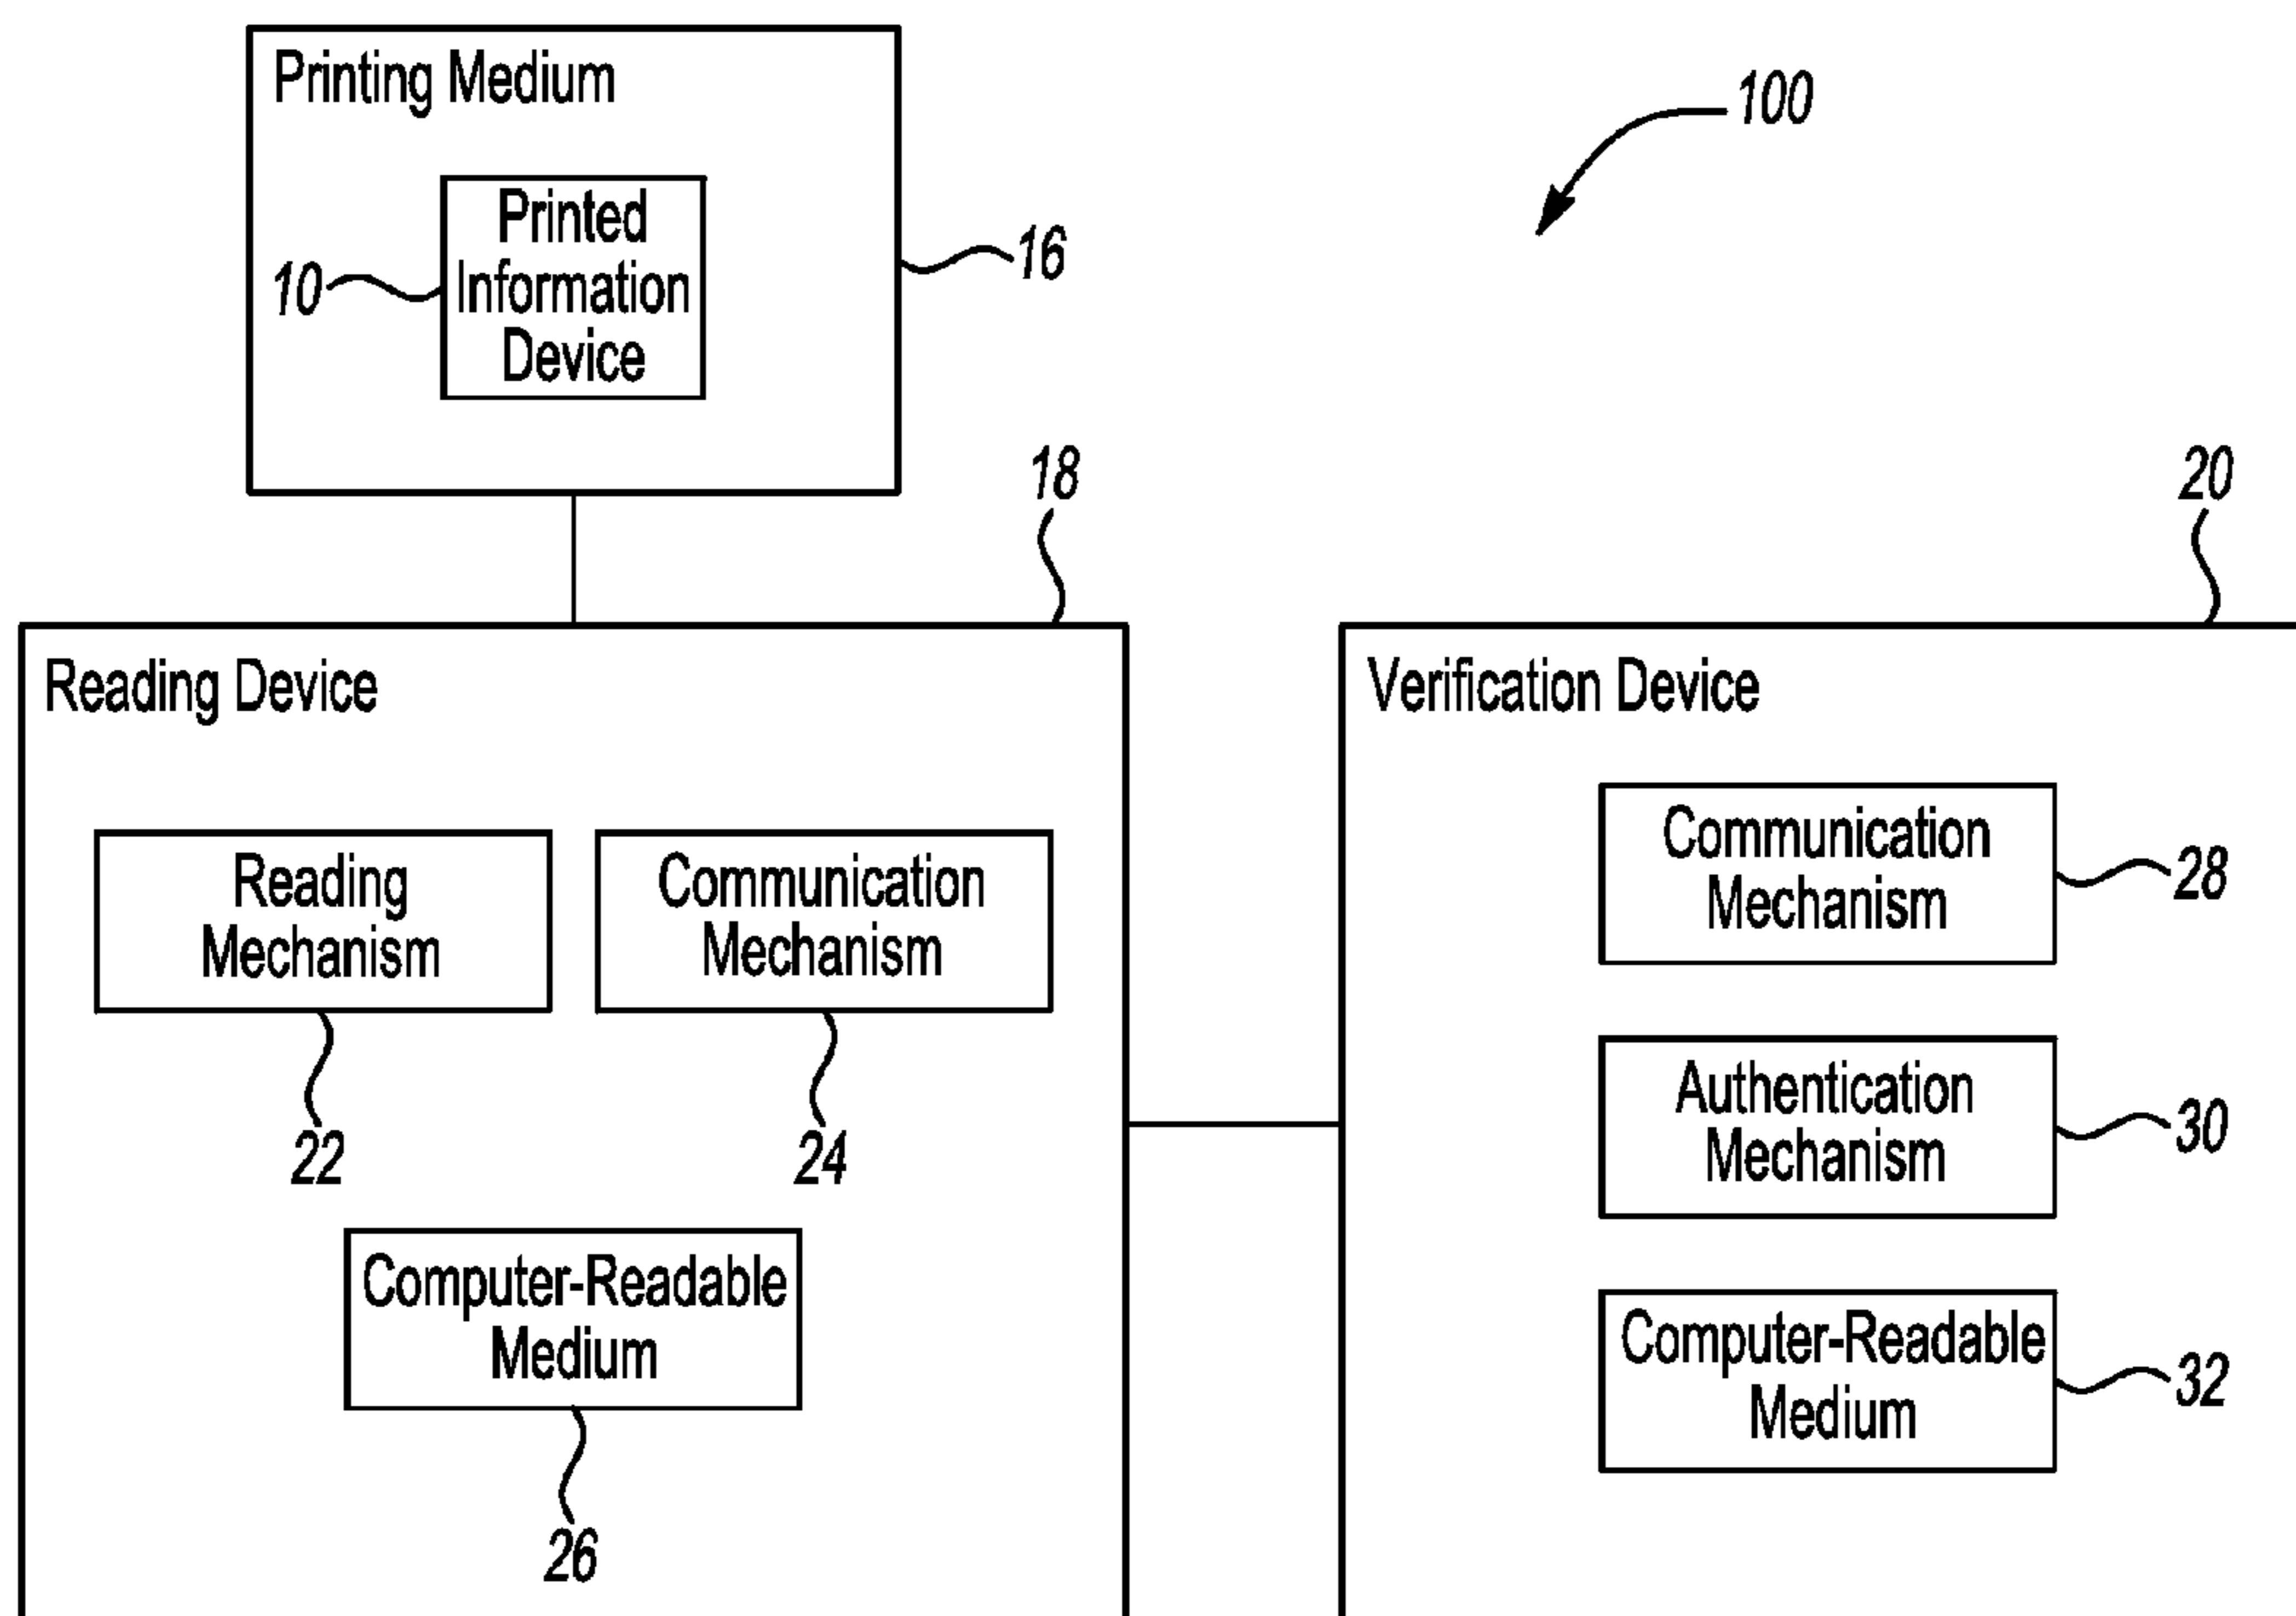 Printing Medium
100
Printed
Information
Device
10
16
18
20
Reading Device
Reading
Mechanism
22
Communication
Mechanism
24
Computer-Readable
Medium
26
Verification Device
Communication
Mechanism
28
Authentication
Mechanism
30
Computer-Readable
Medium
32